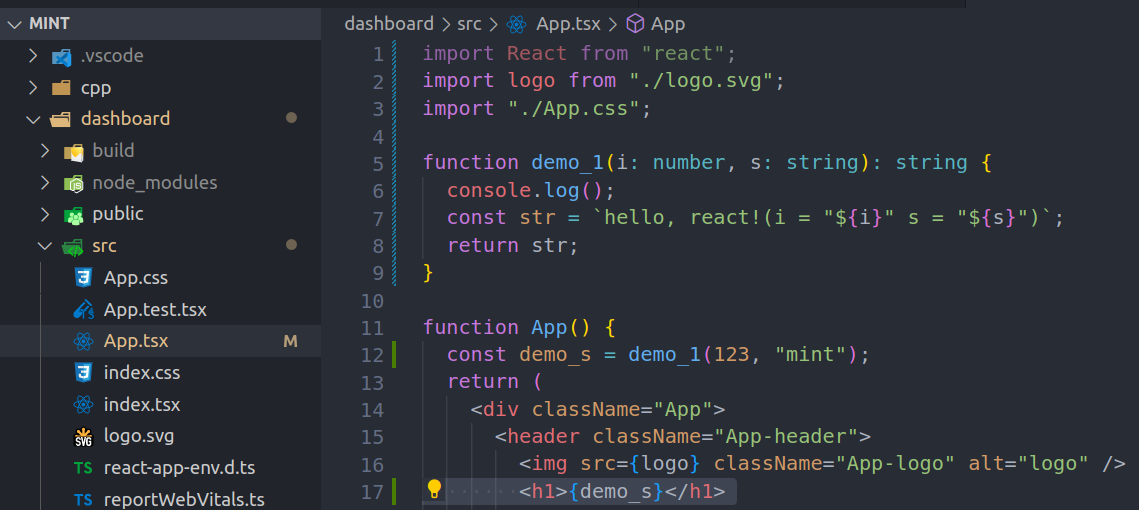 MINT
.vscode
cpp
dashboard
build
node_modules
public
src
App.css
App.test.tsx
App.tsx M
index.css
index.tsx
SVG logo.svg
TS react-app-env.d.ts
TS reportWebVitals.ts
dashboard > src > App.tsx > App
1 import React from "react";
2 import logo from "./logo.svg";
3 import "./App.css";
4
5 function demo_1(i: number, s: string): string {
6 console.log();
7 const str = `hello, react!(i = "${i}" s = "${s}")`;
8 return str;
9 }
10
11 function App() {
12 const demo_s = demo_1(123, "mint");
13 return (
14 <div className="App">
15 <header className="App-header">
16 <img src={logo} className="App-logo" alt="logo" />
17 <h1>{demo_s}</h1>